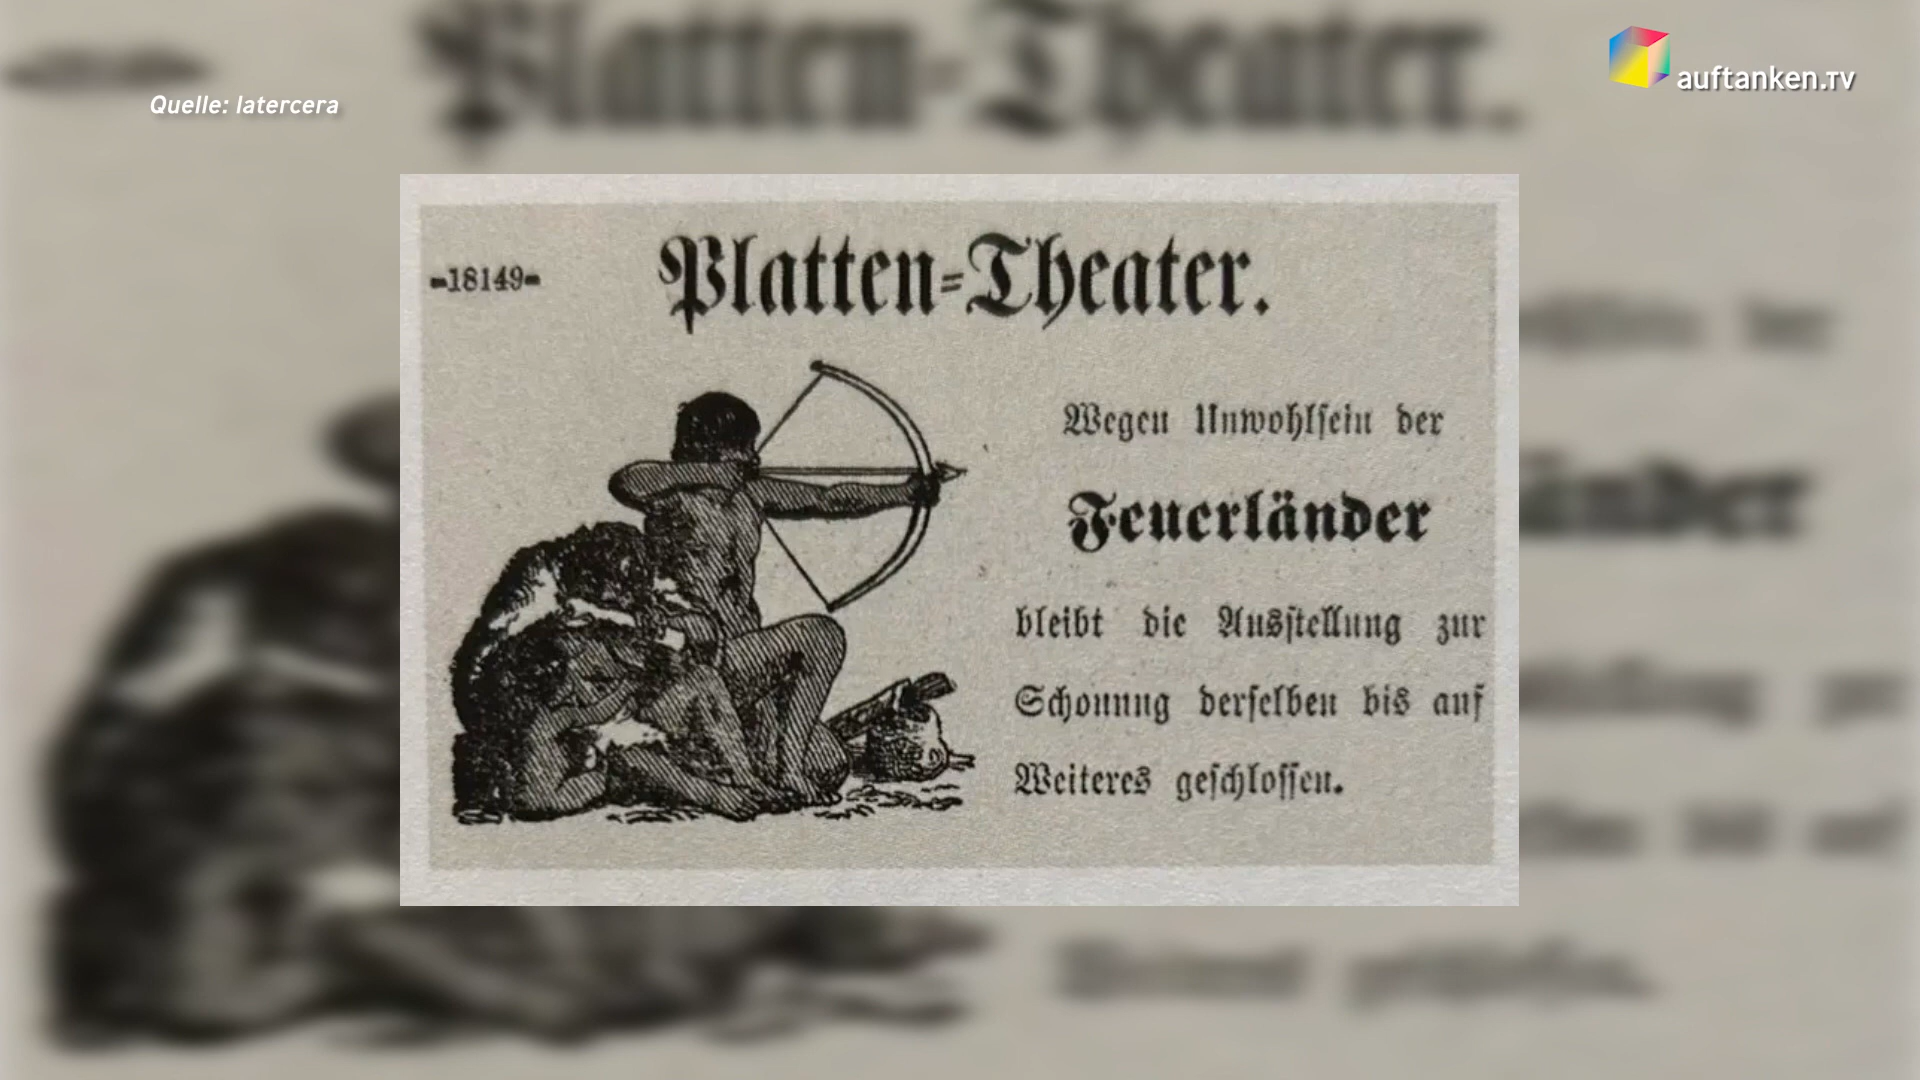 Quelle: latercera
auftanken.TV
-18149-
Platten-Theater.
Wegen Unwohlsein der
Feuerländer
bleibt die Ausstellung zur
Schonung derselben bis auf
Weiteres geschlossen.